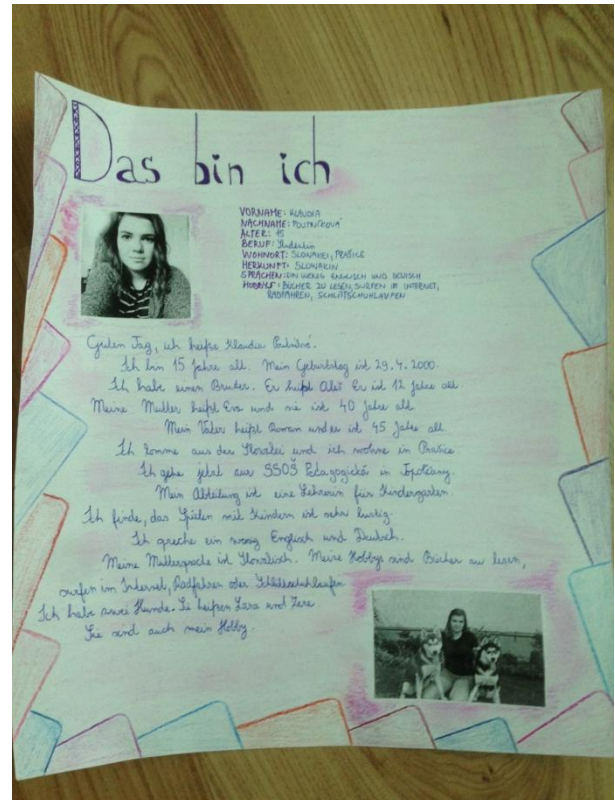 Das bin ich
VORNAME: KLAUDIA
NACHNAME: POUTNÍKOVÁ
ALTER: 15
BERUF: Studentin
WOHNORT: SLOWAKEI, PRAŠICE
HERKUNFT: SLOWAKIN
SPRACHEN: EIN WENIG ENGLISCH UND DEUTSCH
HOBBYS: BÜCHER ZU LESEN, SURFEN IM INTERNET,
RADFAHREN, SCHLITSCHUHLAUFEN
Guten Tag, ich heiße Klaudia
Ich bin 15 Jahre alt. Mein Geburtstag ist 29.4.2000.
Ich habe einen Bruder. Er heißt Aleš. Er ist 12 Jahre alt.
Meine Mutter heißt Eva und sie ist 40 Jahre alt
Mein Vater heißt Roman und er ist 45 Jahre alt
Ich komme aus der Slowakei und ich wohne in Prašice.
Ich gehe jetzt zur SSOŠ Pedagogická in Topoľčany.
Mein Abteilung ist eine Lehrerin für Kindergarten.
Ich finde, das Spielen mit Kindern ist sehr lustig.
Ich spreche ein wenig Englisch und Deutsch.
Meine Muttersprache ist Slowakisch. Meine Hobbys sind Bücher zu lesen,
surfen im Internet, Radfahren oder
Ich habe zwei Hunde. Sie heißen Lara und Zara
Sie sind auch mein Hobby.